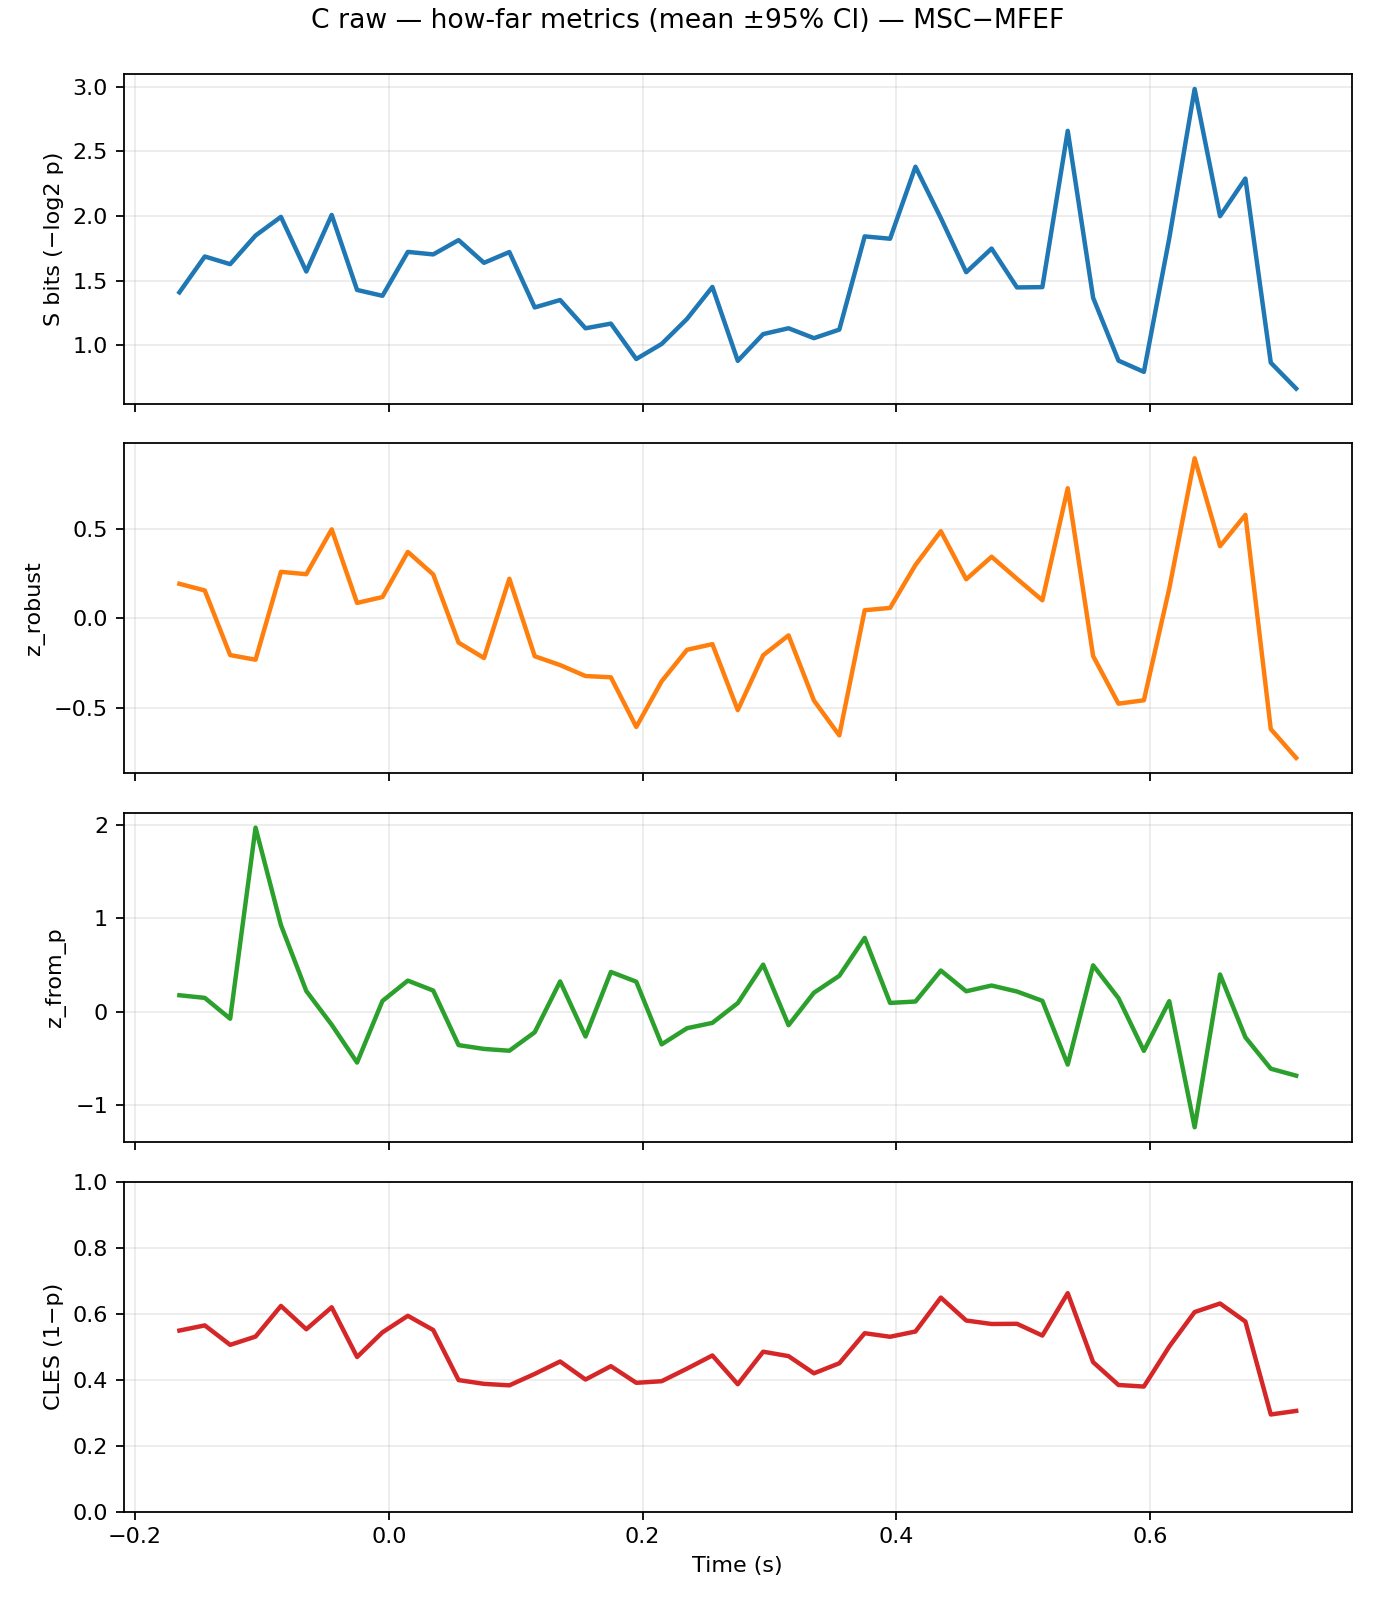 C raw — how-far metrics (mean ±95% CI) — MSC−MFEF
S bits (−log2 p)
3.0
2.5
2.0
1.5
1.0
z_robust
0.5
0.0
−0.5
z_from_p
2
1
0
−1
CLES (1−p)
1.0
0.8
0.6
0.4
0.2
0.0
−0.2 0.0 0.2 0.4 0.6
Time (s)